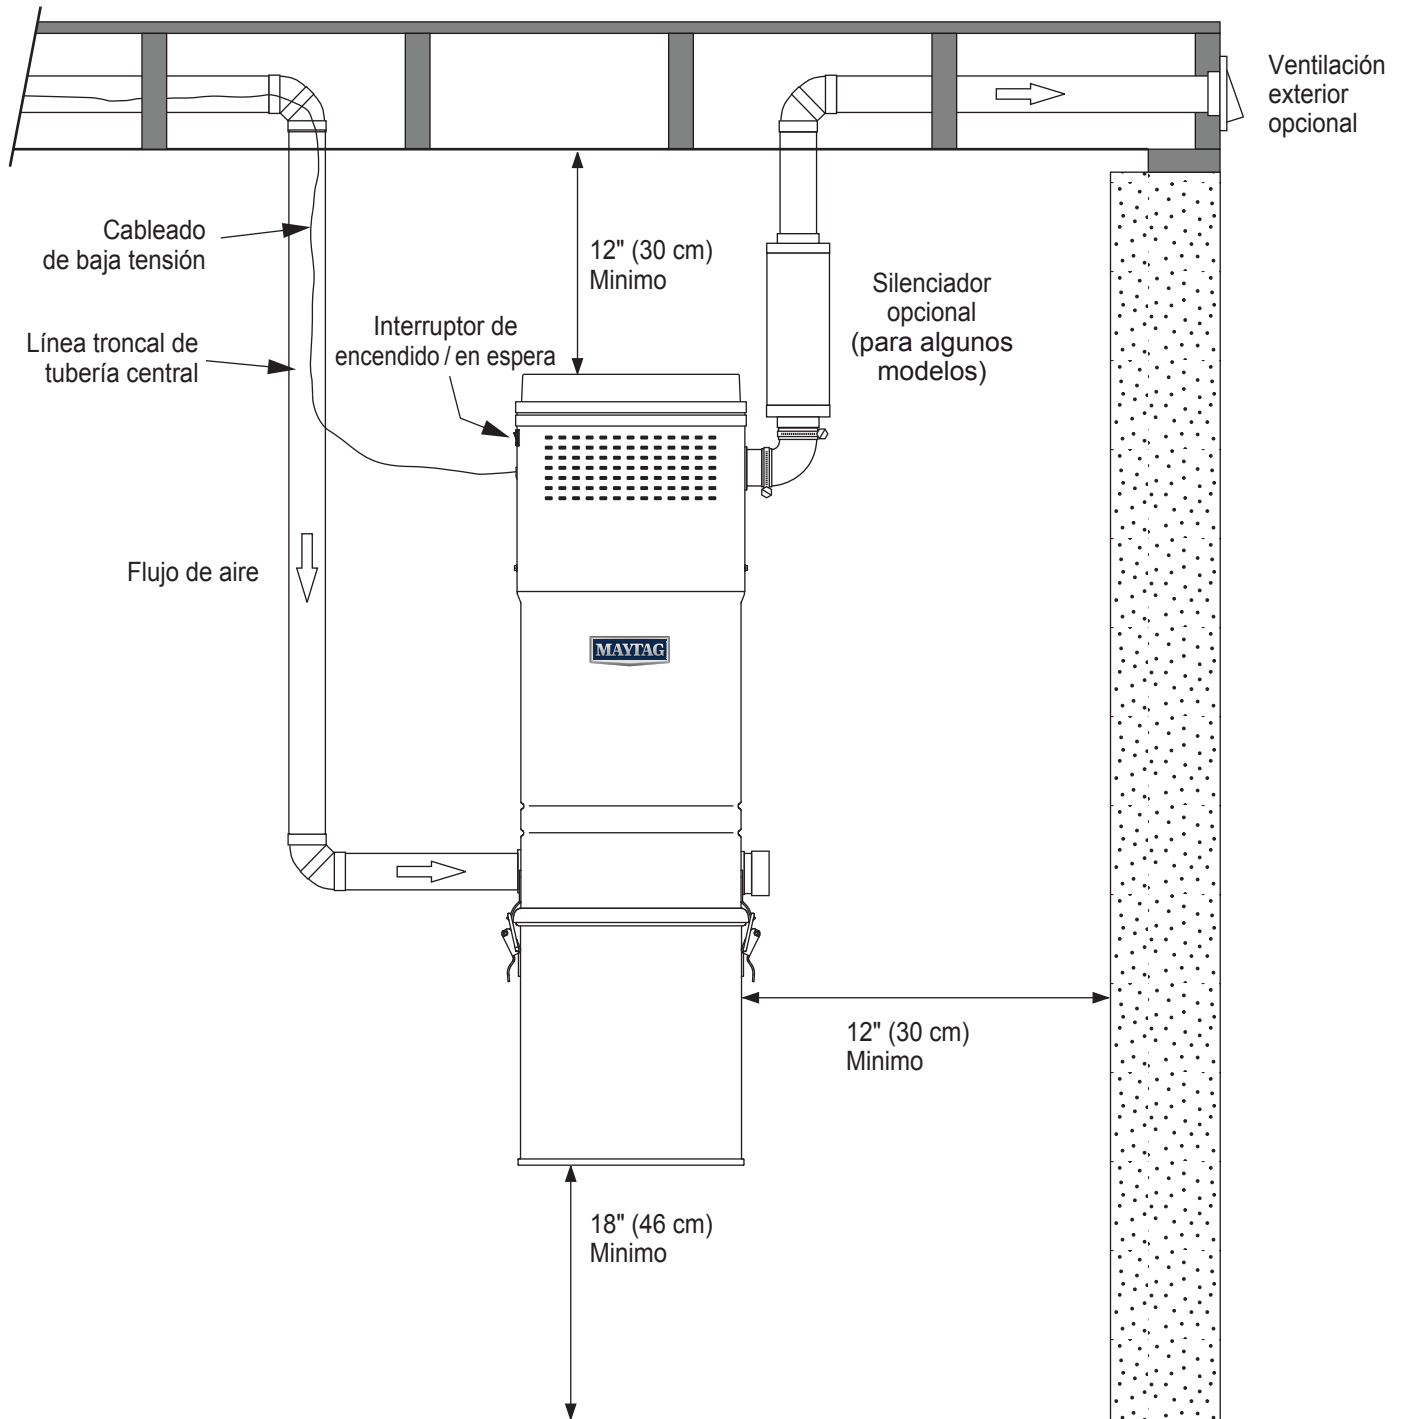 Ventilación
exterior
opcional
Cableado
de baja tensión
12" (30 cm)
Minimo
Silenciador
opcional
(para algunos
modelos)
Interruptor de
encendido / en espera
Línea troncal de
tubería central
Flujo de aire
MAYTAG
12" (30 cm)
Minimo
18" (46 cm)
Minimo